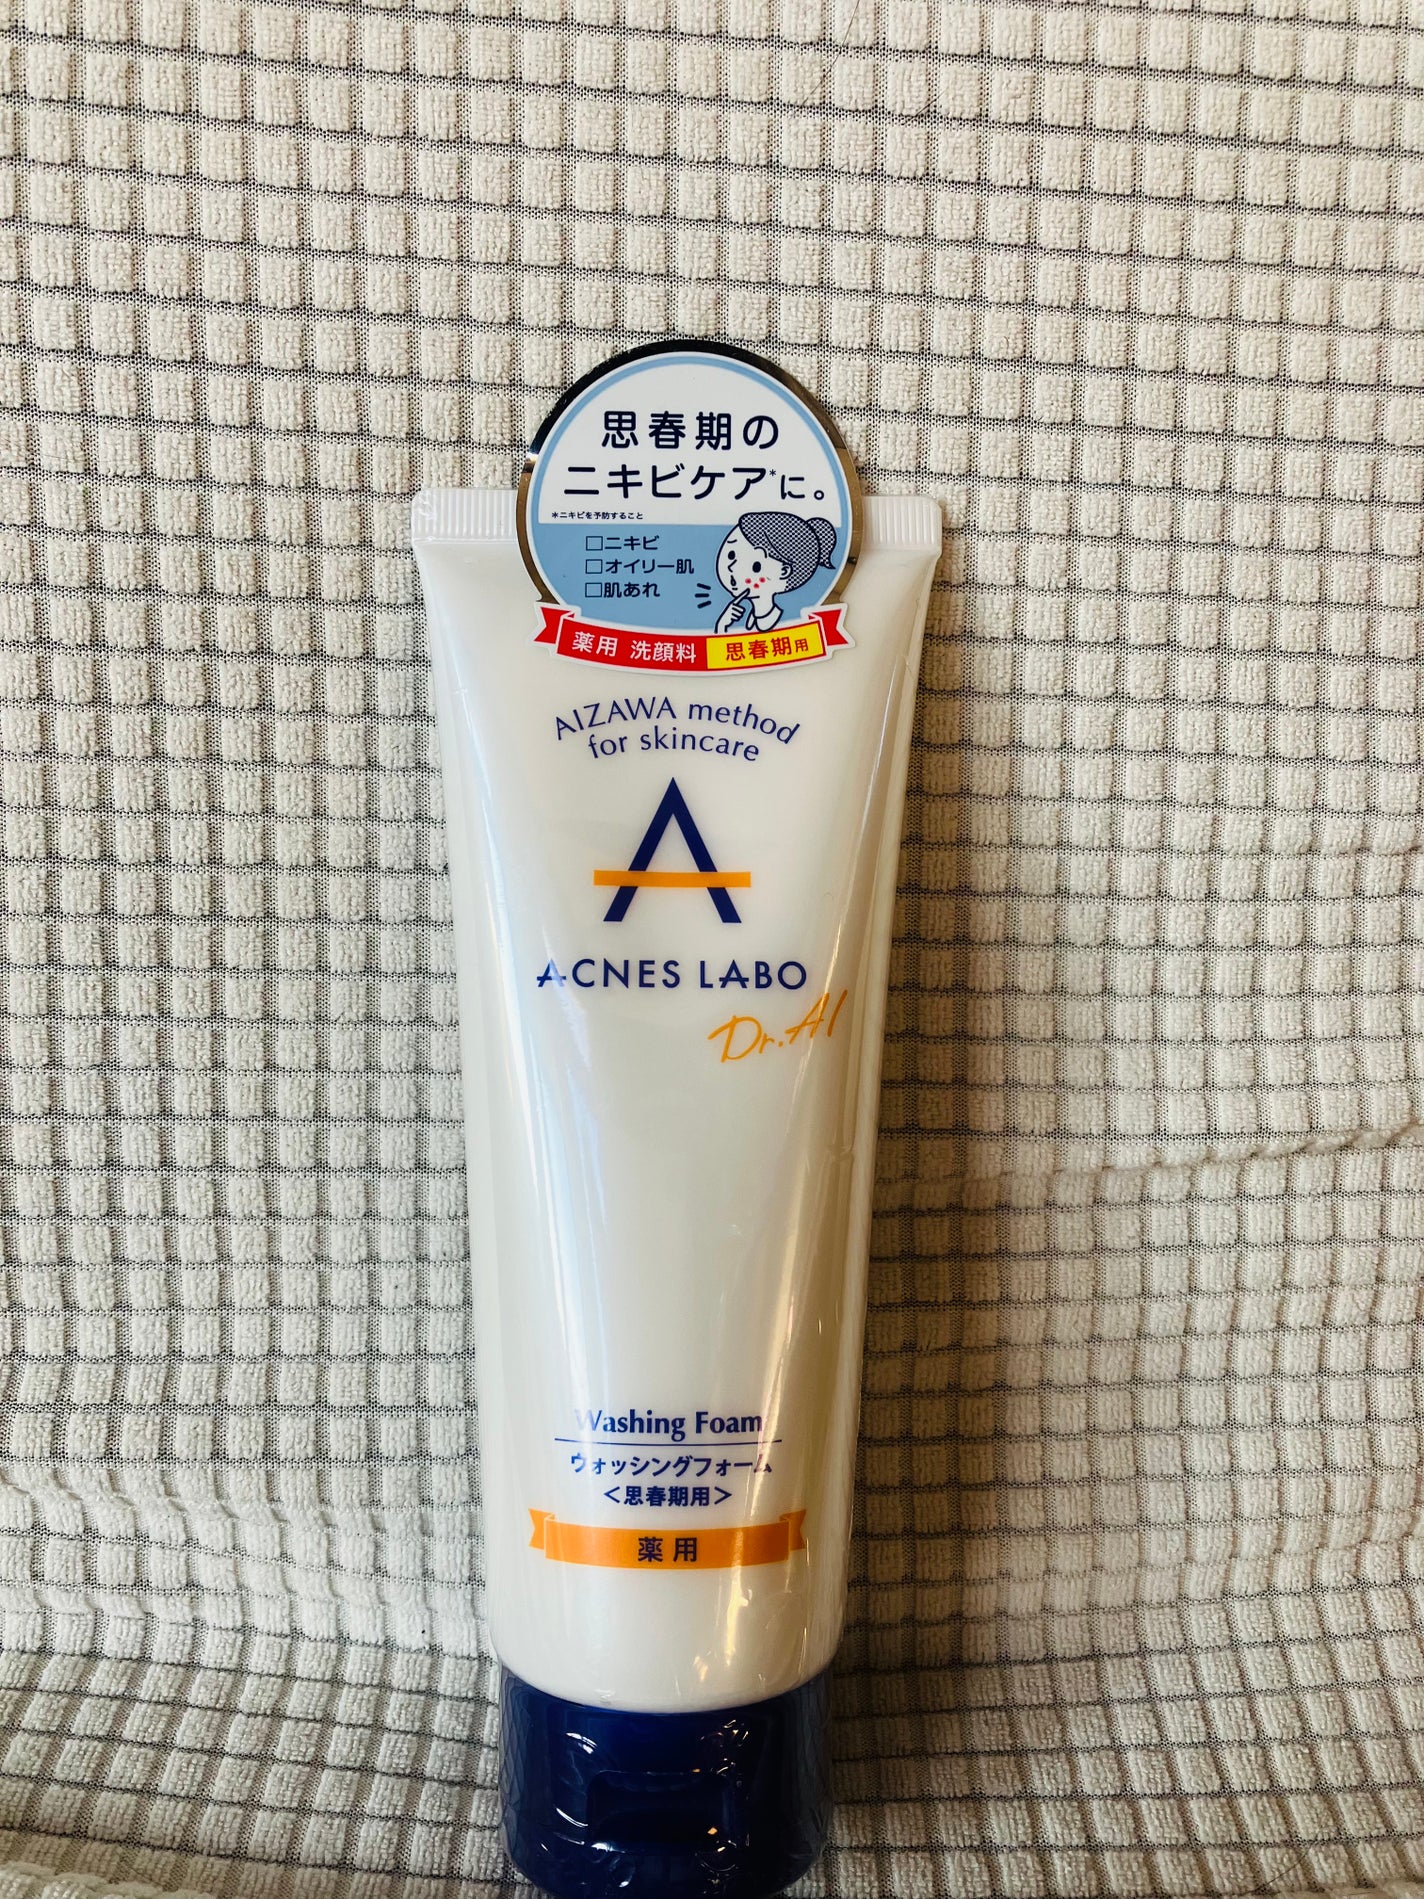 思春期の
ニキビケア*に。
*ニキビを予防すること
□ニキビ
□オイリー肌
□肌あれ
薬用 洗顔料 思春期用
AIZAWA method
for skincare
A
ACNES LABO
Dr.AI
Washing Foam
ウォッシングフォーム
<思春期用>
薬用